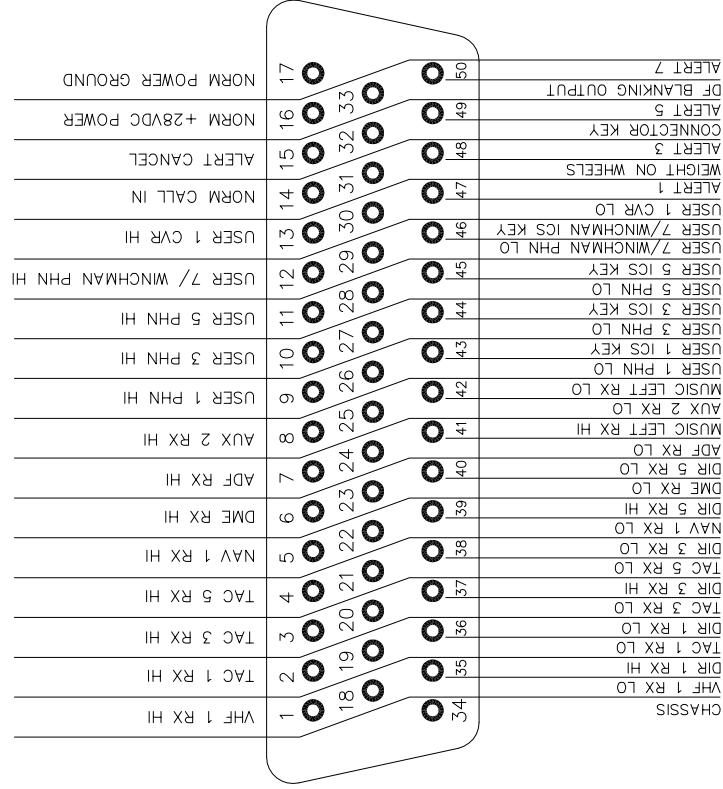 NORM POWER GROUND
NORM +28VDC POWER
ALERT CANCEL
NORM CALL IN
USER 1 CVR HI
USER 7/ WINCHMAN PHN HI
USER 5 PHN HI
USER 3 PHN HI
USER 1 PHN HI
AUX 2 RX HI
ADF RX HI
DME RX HI
NAV 1 RX HI
TAC 5 RX HI
TAC 3 RX HI
TAC 1 RX HI
VHF 1 RX HI
17
16
15
14
13
12
11
10
9
8
7
6
5
4
3
2
1
33
32
31
30
29
28
27
26
25
24
23
22
21
20
19
18
50
49
48
47
46
45
44
43
42
41
40
39
38
37
36
35
34
ALERT 7
DF BLANKING OUTPUT
ALERT 5
CONNECTOR KEY
ALERT 3
WEIGHT ON WHEELS
ALERT 1
USER 1 CVR LO
USER 7/WINCHMAN ICS KEY
USER 7/WINCHMAN PHN LO
USER 5 ICS KEY
USER 5 PHN LO
USER 3 ICS KEY
USER 3 PHN LO
USER 1 ICS KEY
USER 1 PHN LO
MUSIC LEFT RX LO
AUX 2 RX LO
MUSIC LEFT RX HI
ADF RX LO
DIR 5 RX LO
DME RX LO
DIR 5 RX HI
NAV 1 RX LO
DIR 3 RX LO
TAC 5 RX LO
DIR 3 RX HI
TAC 3 RX LO
DIR 1 RX LO
TAC 1 RX LO
DIR 1 RX HI
VHF 1 RX LO
CHASSIS